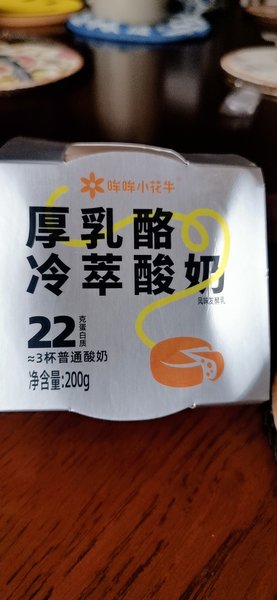 哞哞小花牛
厚乳酪
冷萃酸奶
风味发酵乳
22
克蛋白质
≈3杯普通酸奶
净含量:200g